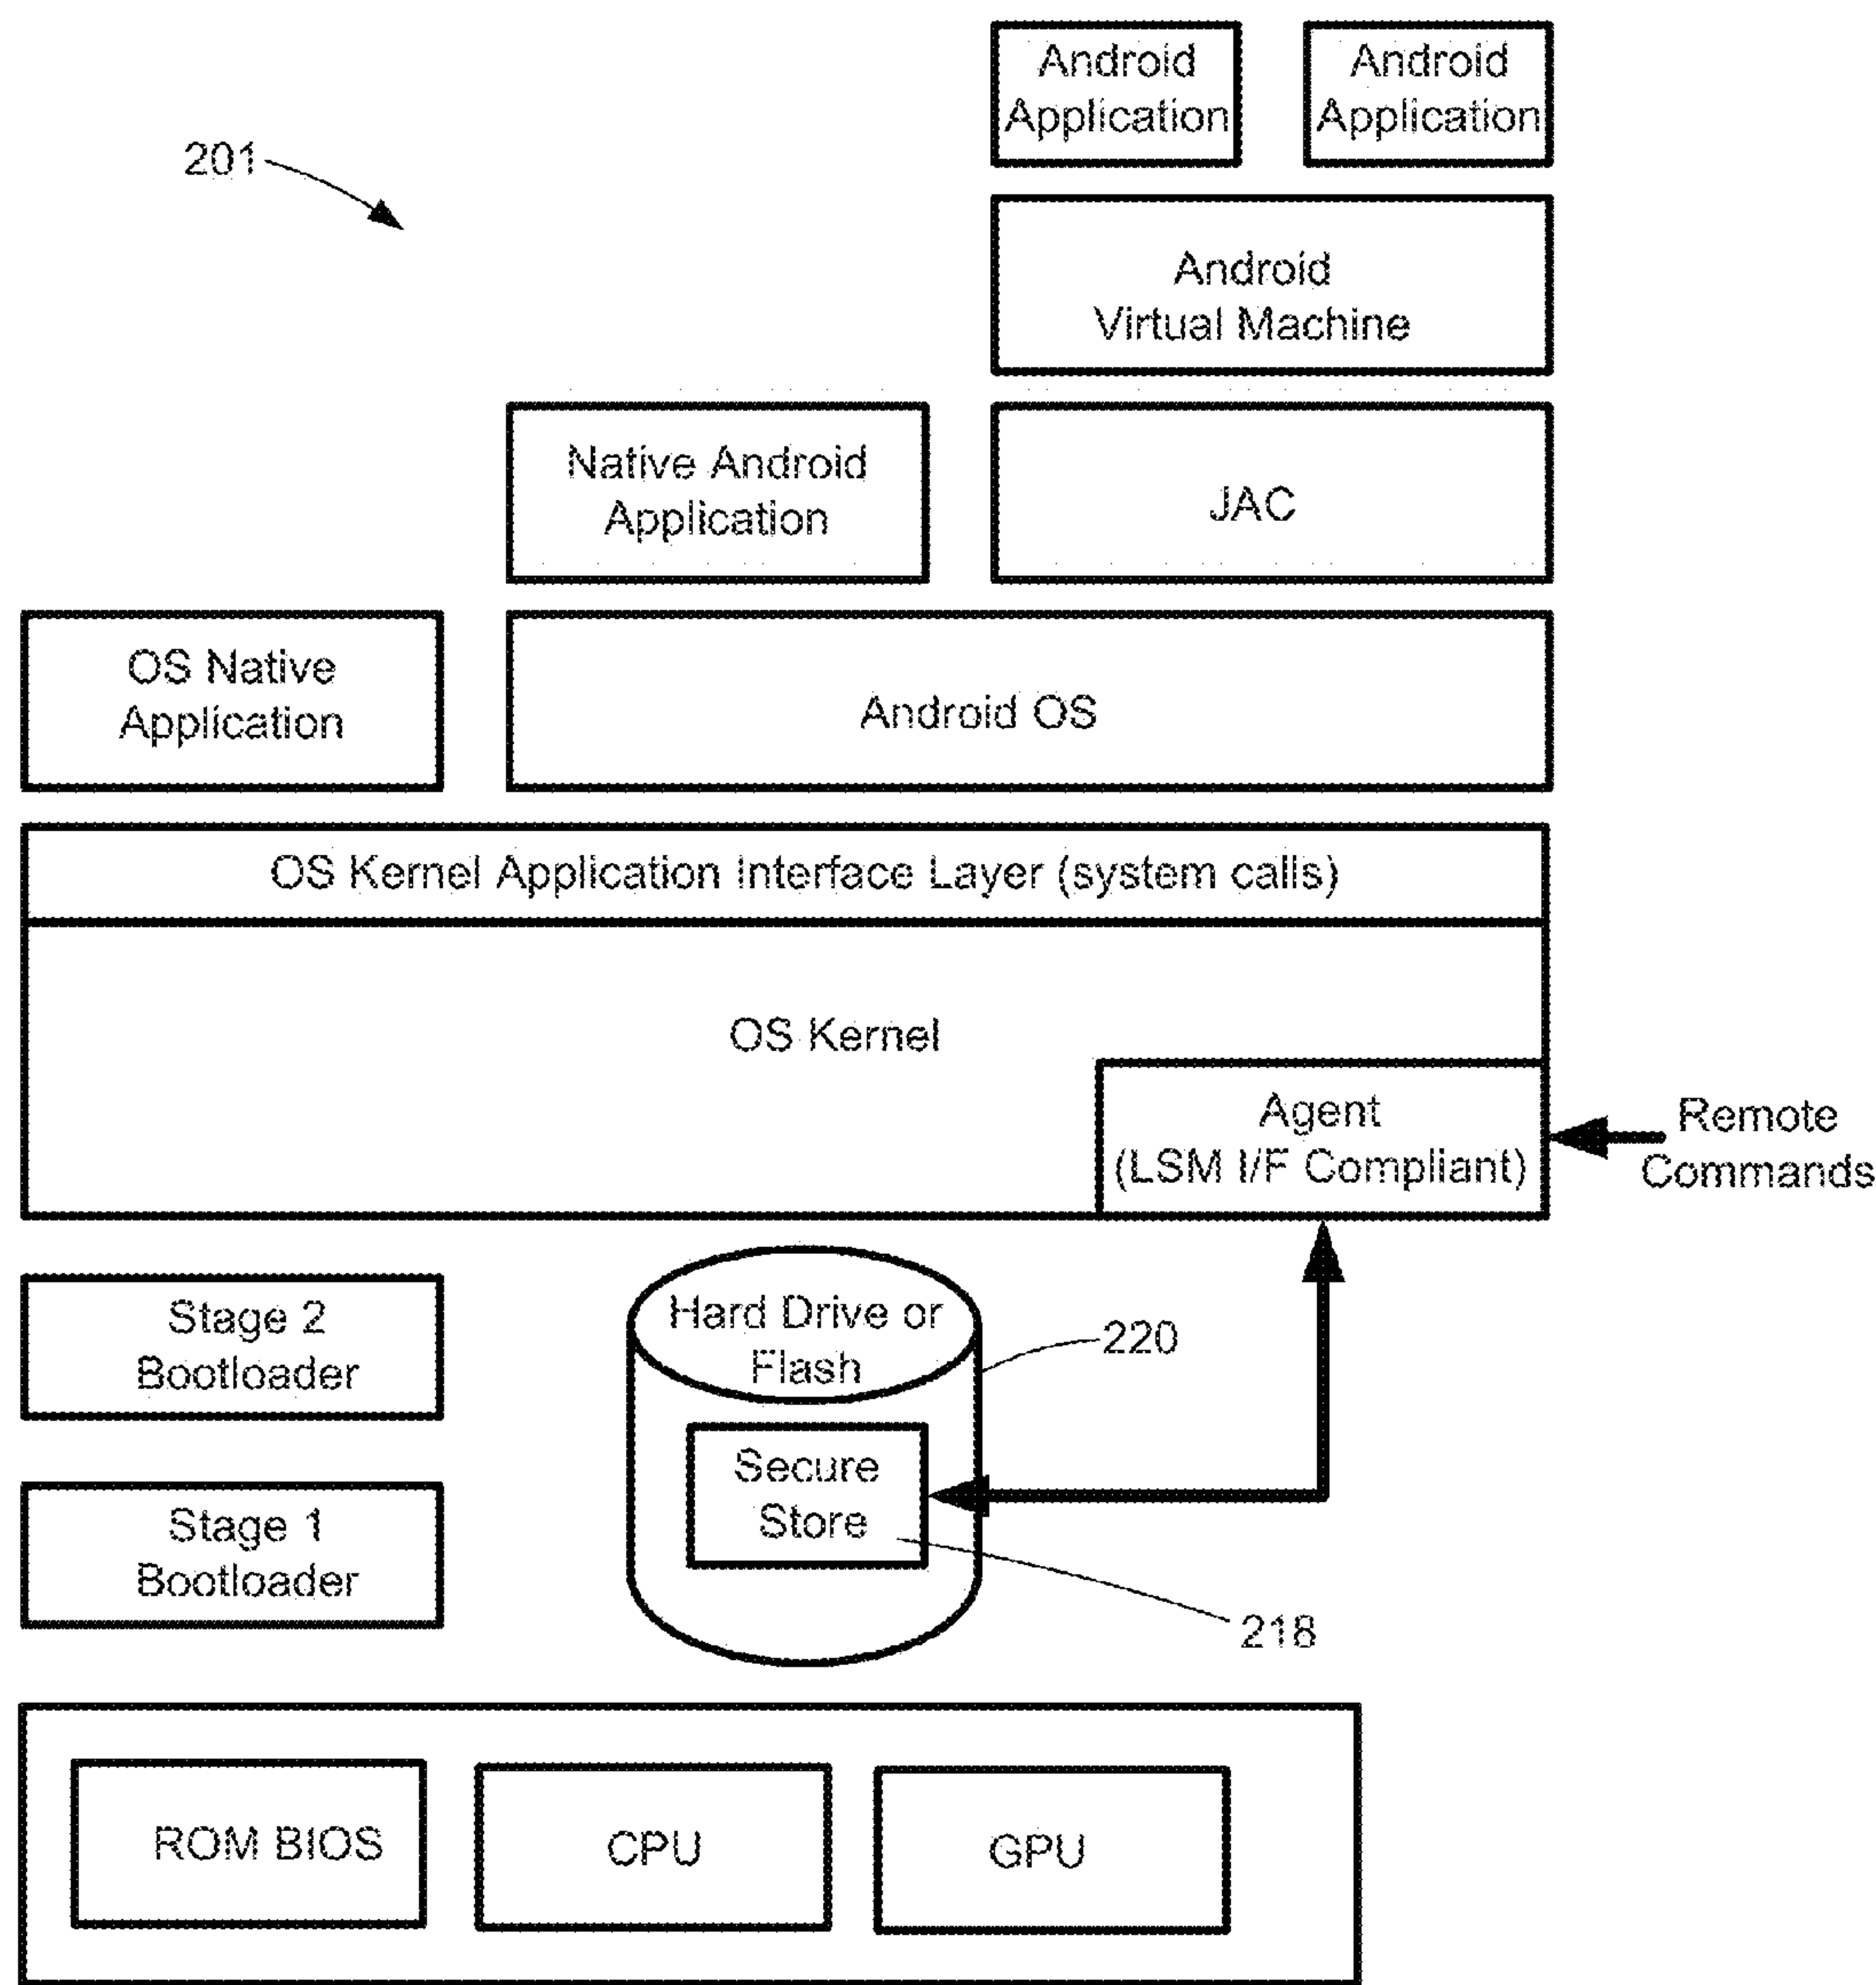 Android
Application
Android
Application
201
Android
Virtual Machine
Native Android
Application
JAC
OS Native
Application
Android OS
OS Kernel Application Interface Layer (system calls)
OS Kernel
Agent
(LSM I/F Compliant)
Remote
Commands
Stage 2
Bootloader
Hard Drive or
Flash
220
Secure
Store
Stage 1
Bootloader
218
ROM BIOS
CPU
GPU